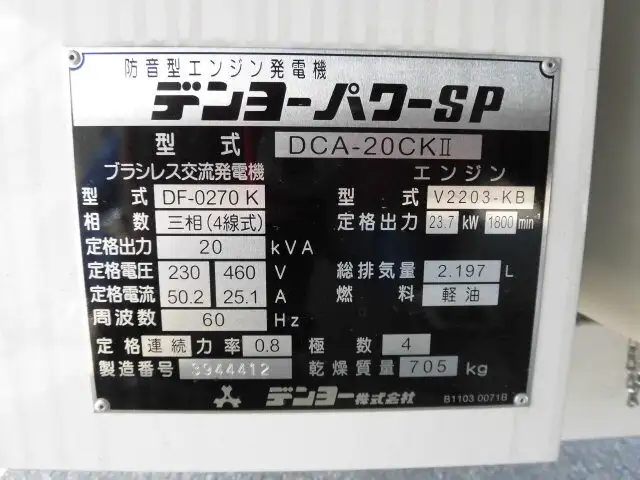 防音型エンジン発電機
デンヨーパワーSP
型式 DCA-20CKⅡ
ブラシレス交流発電機 エンジン
型式 DF-0270 K 型式 V2203-KB
相数 三相(4線式) 定格出力 23.7 kW 1800 min⁻¹
定格出力 20 kVA
定格電圧 230 460 V 総排気量 2.197 L
定格電流 50.2 25.1 A 燃料 軽油
周波数 60 Hz
定格 連続 力率 0.8 極数 4
製造番号 3944412 乾燥質量 705 kg
デンヨー株式会社 B1103 0071B